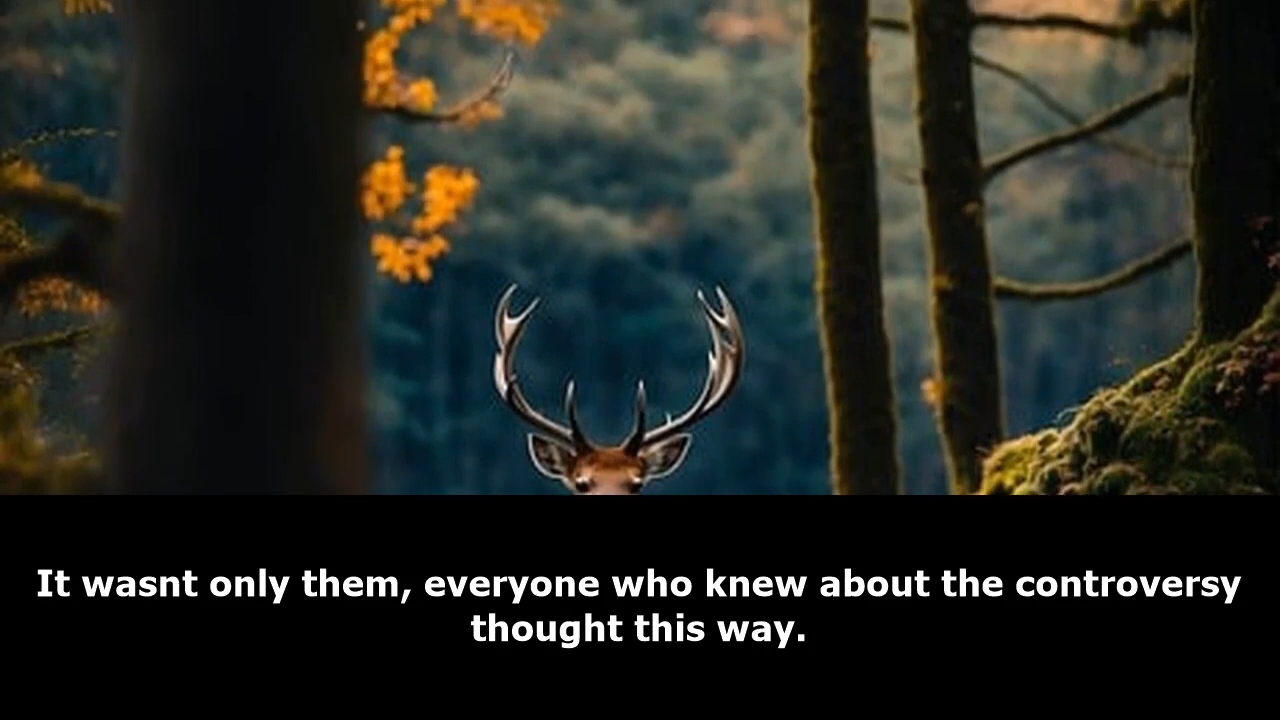 It wasnt only them, everyone who knew about the controversy
thought this way.